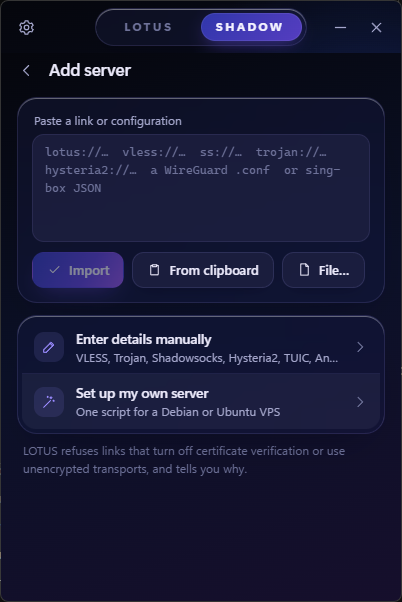 LOTUS SHADOW
Add server
Paste a link or configuration
lotus://… vless://… ss://… trojan://…
hysteria2://… a WireGuard .conf or sing-
box JSON
Import From clipboard File...
Enter details manually
VLESS, Trojan, Shadowsocks, Hysteria2, TUIC, An...
Set up my own server
One script for a Debian or Ubuntu VPS
LOTUS refuses links that turn off certificate verification or use
unencrypted transports, and tells you why.